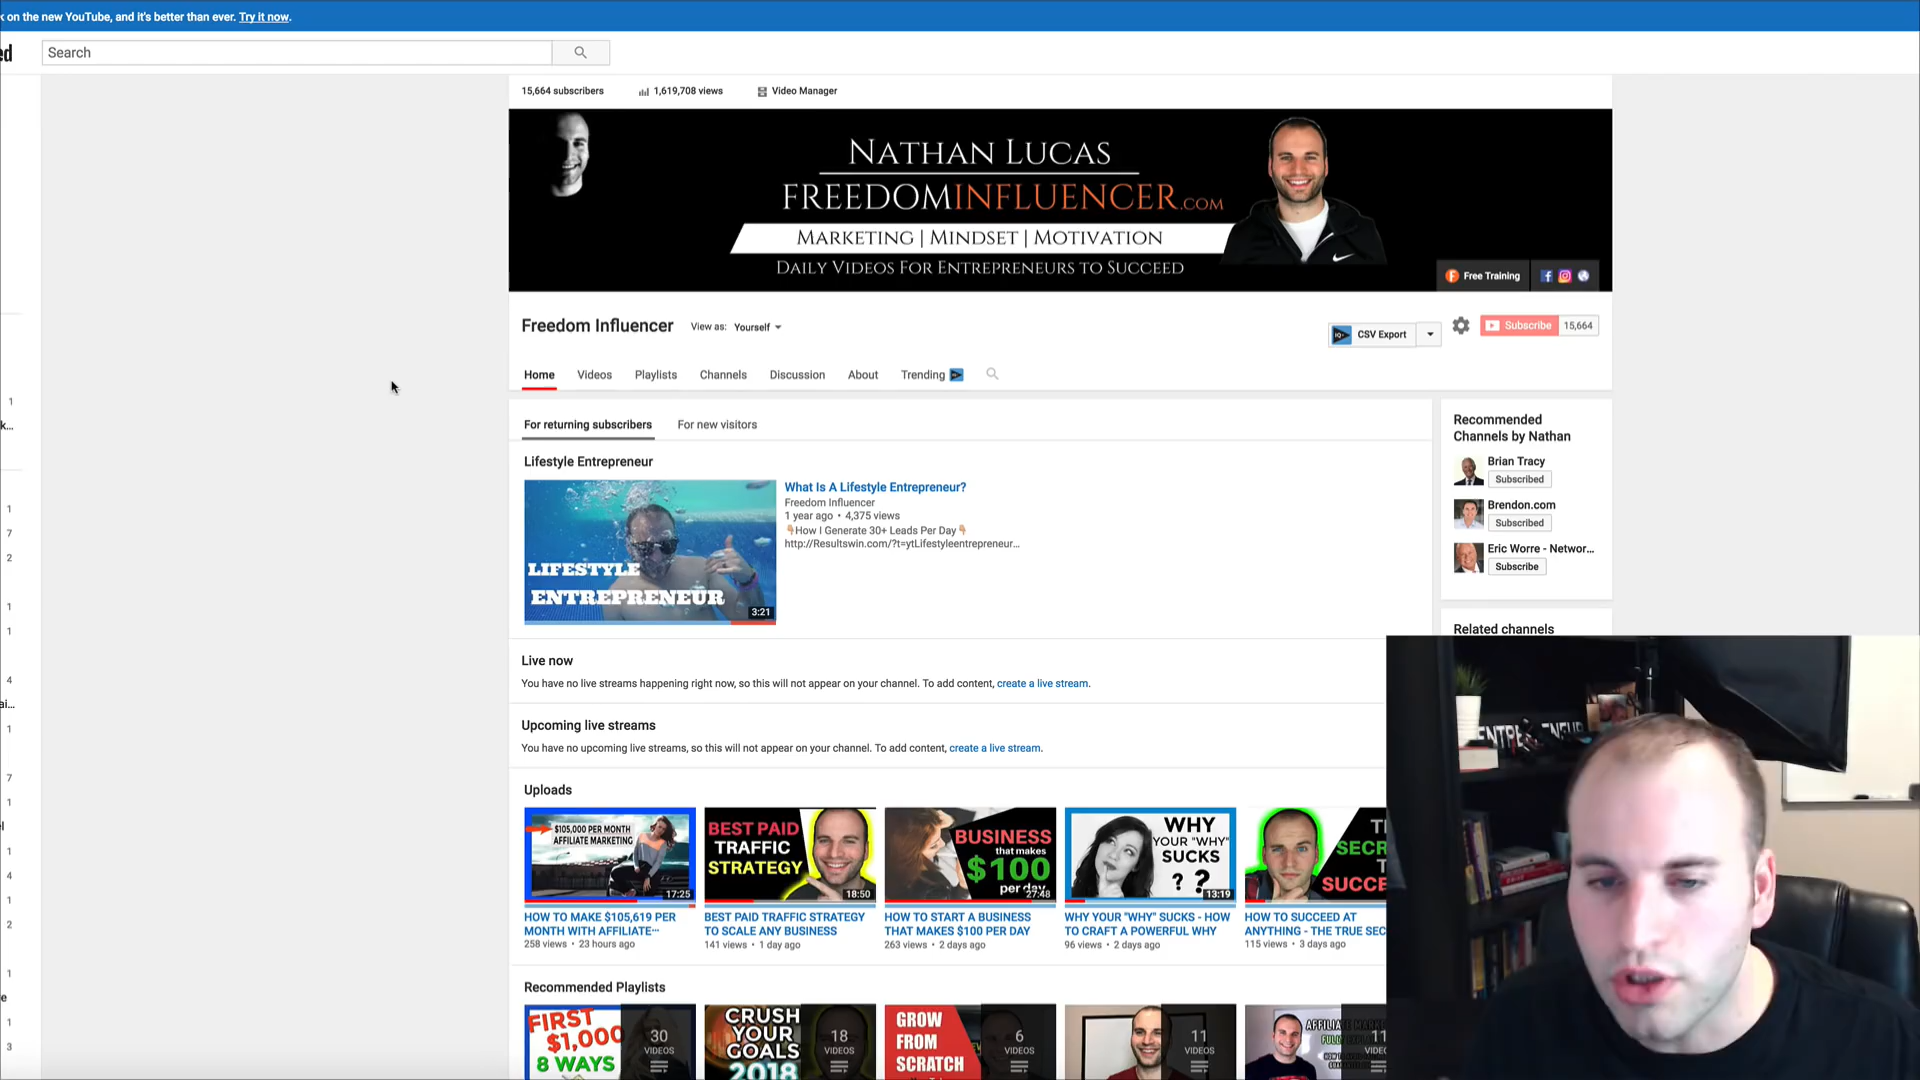 on the new YouTube, and it's better than ever. Try it now.
Search
15,664 subscribers
1,619,708 views
Video Manager
NATHAN LUCAS
FREEDOMINFLUENCER.COM
MARKETING | MINDSET | MOTIVATION
DAILY VIDEOS FOR ENTREPRENEURS TO SUCCEED
Free Training
Freedom Influencer
View as: Yourself
CSV Export
Subscribe 15,664
Home
Videos
Playlists
Channels
Discussion
About
Trending
For returning subscribers
For new visitors
Lifestyle Entrepreneur
LIFESTYLE
ENTREPRENEUR
3:21
What Is A Lifestyle Entrepreneur?
Freedom Influencer
1 year ago • 4,375 views
👇How I Generate 30+ Leads Per Day👇
http://Resultswin.com/?t=ytLifestyleentrepreneur...
Recommended
Channels by Nathan
Brian Tracy
Subscribed
Brendon.com
Subscribed
Eric Worre - Networ...
Subscribe
Related channels
Live now
You have no live streams happening right now, so this will not appear on your channel. To add content, create a live stream.
Upcoming live streams
You have no upcoming live streams, so this will not appear on your channel. To add content, create a live stream.
Uploads
$105,000 PER MONTH
AFFILIATE MARKETING
17:25
HOW TO MAKE $105,619 PER
MONTH WITH AFFILIATE...
258 views • 23 hours ago
BEST PAID
TRAFFIC
STRATEGY
18:50
BEST PAID TRAFFIC STRATEGY
TO SCALE ANY BUSINESS
141 views • 1 day ago
BUSINESS
that makes
$100
per day
27:48
HOW TO START A BUSINESS
THAT MAKES $100 PER DAY
263 views • 2 days ago
WHY
YOUR "WHY"
SUCKS
? ?
13:19
WHY YOUR "WHY" SUCKS - HOW
TO CRAFT A POWERFUL WHY
96 views • 2 days ago
HOW TO SUCCEED AT
ANYTHING - THE TRUE SEC
115 views • 3 days ago
Recommended Playlists
FIRST
$1,000
8 WAYS
30
VIDEOS
CRUSH
YOUR
GOALS
2018
18
VIDEOS
GROW
FROM
SCRATCH
6
VIDEOS
11
VIDEOS
11
VIDEOS